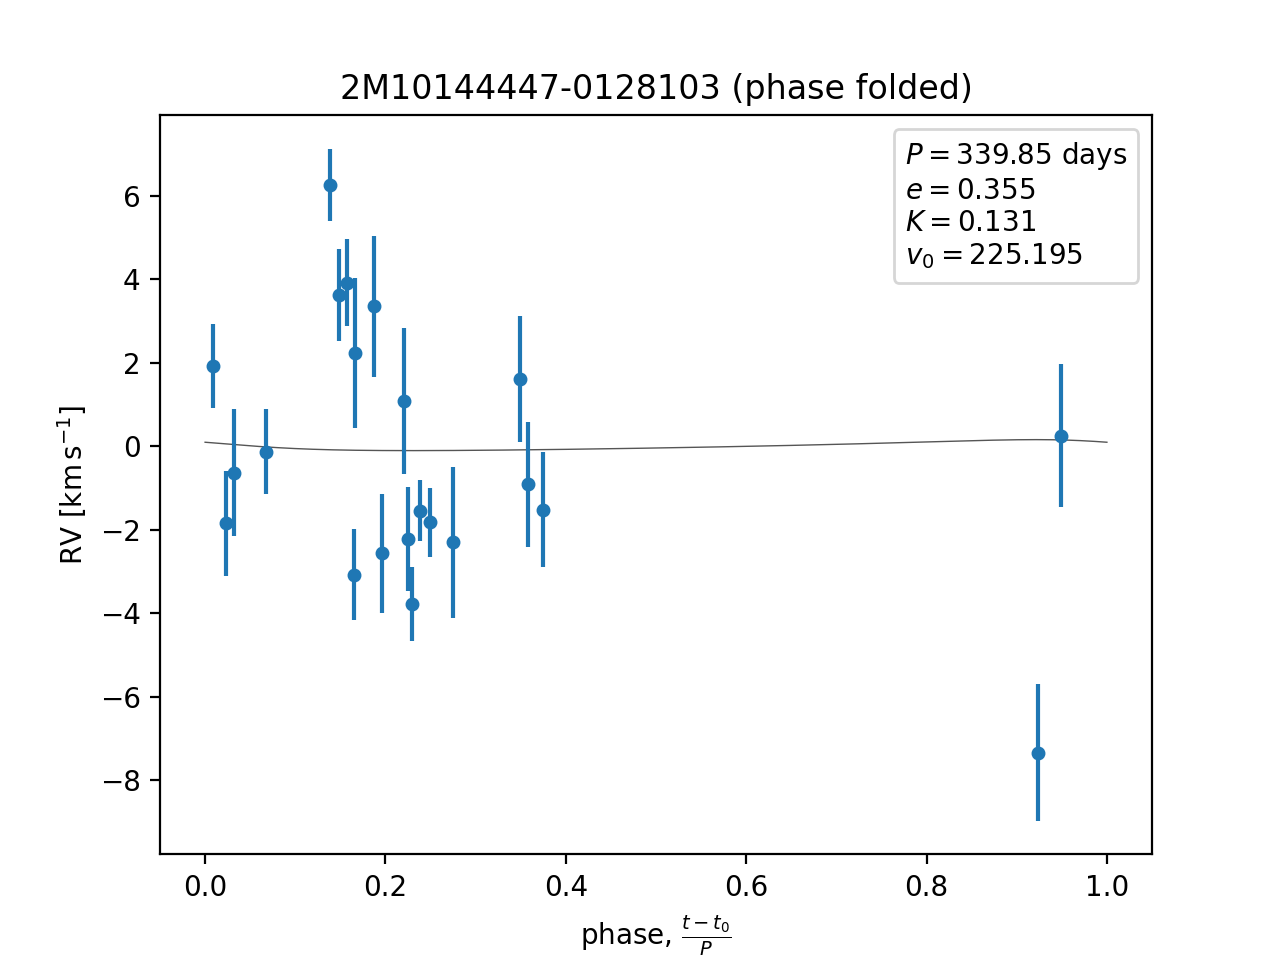 2M10144447-0128103 (phase folded)
P = 339.85 days
e = 0.355
K = 0.131
v₀ = 225.195
6
4
2
0
−2
−4
−6
−8
RV [km s⁻¹]
0.0 0.2 0.4 0.6 0.8 1.0
phase, (t − t₀)/P